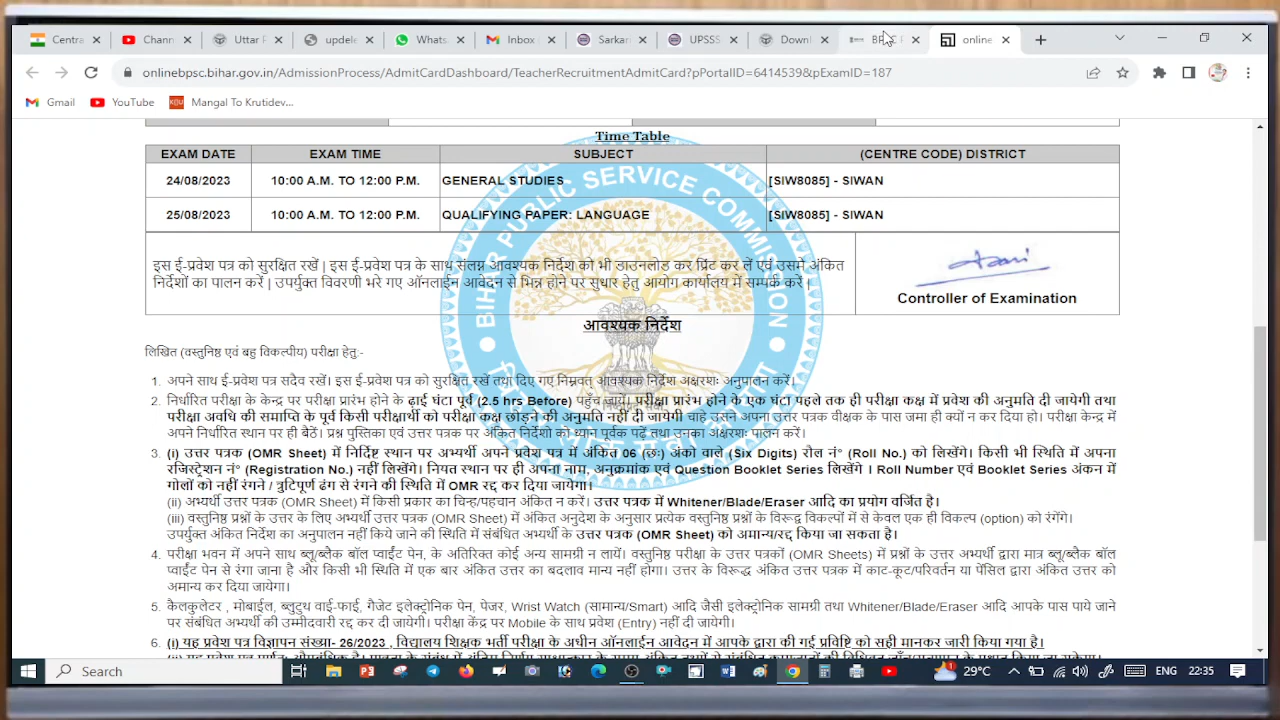 Centra
Chann
Uttar F
updele
Whats
Inbox
Sarkar
UPSSS
Downl
BPSC
online
onlinebpsc.bihar.gov.in/AdmissionProcess/AdmitCardDashboard/TeacherRecruitmentAdmitCard?pPortalID=6414539&pExamID=187
Gmail YouTube Mangal To Krutidev...
Time Table
EXAM DATE EXAM TIME SUBJECT (CENTRE CODE) DISTRICT
24/08/2023 10:00 A.M. TO 12:00 P.M. GENERAL STUDIES [SIW8085] - SIWAN
25/08/2023 10:00 A.M. TO 12:00 P.M. QUALIFYING PAPER: LANGUAGE [SIW8085] - SIWAN
इस ई-प्रवेश पत्र को सुरक्षित रखें | इस ई-प्रवेश पत्र के साथ संलग्न आवश्यक निर्देश को भी डाउनलोड कर प्रिंट कर लें एवं उसमे अंकित
निर्देशों का पालन करें | उपर्युक्त विवरणी भरे गए ऑनलाईन आवेदन से भिन्न होने पर सुधार हेतु आयोग कार्यालय में सम्पर्क करें |
Controller of Examination
BIHAR PUBLIC SERVICE COMMISSION
आवश्यक निर्देश
लिखित (वस्तुनिष्ठ एवं बहु विकल्पीय) परीक्षा हेतु:-
1. अपने साथ ई-प्रवेश पत्र सदैव रखें। इस ई-प्रवेश पत्र को सुरक्षित रखें तथा दिए गए निम्नवत् आवश्यक निर्देश अक्षरशः अनुपालन करें।
2. निर्धारित परीक्षा के केन्द्र पर परीक्षा प्रारंभ होने के ढ़ाई घंटा पूर्व (2.5 hrs Before) पहुँच जायें। परीक्षा प्रारंभ होने के एक घंटा पहले तक ही परीक्षा कक्ष में प्रवेश की अनुमति दी जायेगी तथा
परीक्षा अवधि की समाप्ति के पूर्व किसी परीक्षार्थी को परीक्षा कक्ष छोड़ने की अनुमति नहीं दी जायेगी चाहे उसने अपना उत्तर पत्रक वीक्षक के पास जमा ही क्यों न कर दिया हो। परीक्षा केन्द्र में
अपने निर्धारित स्थान पर ही बैठें। प्रश्न पुस्तिका एवं उत्तर पत्रक पर अंकित निर्देशों को ध्यान पूर्वक पढ़ें तथा उनका अक्षरशः पालन करें।
3. (i) उत्तर पत्रक (OMR Sheet) में निर्दिष्ट स्थान पर अभ्यर्थी अपने प्रवेश पत्र में अंकित 06 (छः) अंको वाले (Six Digits) रौल नं° (Roll No.) को लिखेंगे। किसी भी स्थिति में अपना
रजिस्ट्रेशन नं° (Registration No.) नहीं लिखेंगे। नियत स्थान पर ही अपना नाम, अनुक्रमांक एवं Question Booklet Series लिखेंगे । Roll Number एवं Booklet Series अंकन में
गोलों को नहीं रंगने / त्रुटिपूर्ण ढंग से रंगने की स्थिति में OMR रद्द कर दिया जायेगा।
(ii) अभ्यर्थी उत्तर पत्रक (OMR Sheet) में किसी प्रकार का चिन्ह/पहचान अंकित न करें। उत्तर पत्रक में Whitener/Blade/Eraser आदि का प्रयोग वर्जित है।
(iii) वस्तुनिष्ठ प्रश्नों के उत्तर के लिए अभ्यर्थी उत्तर पत्रक (OMR Sheet) में अंकित अनुदेश के अनुसार प्रत्येक वस्तुनिष्ठ प्रश्नों के विरूद्व विकल्पों में से केवल एक ही विकल्प (option) को रंगेंगे।
उपर्युक्त अंकित निर्देश का अनुपालन नहीं किये जाने की स्थिति में संबंधित अभ्यर्थी के उत्तर पत्रक (OMR Sheet) को अमान्य/रद्द किया जा सकता है।
4. परीक्षा भवन में अपने साथ ब्लू/ब्लैक बॉल प्वाईंट पेन, के अतिरिक्त कोई अन्य सामग्री न लायें। वस्तुनिष्ठ परीक्षा के उत्तर पत्रकों (OMR Sheets) में प्रश्नों के उत्तर अभ्यर्थी द्वारा मात्र ब्लू/ब्लैक बॉल
प्वाईंट पेन से रंगा जाना है और किसी भी स्थिति में एक बार अंकित उत्तर का बदलाव मान्य नहीं होगा। उत्तर के विरूद्ध अंकित उत्तर पत्रक में काट-कूट/परिवर्तन या पेंसिल द्वारा अंकित उत्तर को
अमान्य कर दिया जायेगा।
5. कैलकुलेटर , मोबाईल, ब्लुटुथ वाई-फाई, गैजेट इलेक्ट्रोनिक पेन, पेजर, Wrist Watch (सामान्य/Smart) आदि जैसी इलेक्ट्रोनिक सामग्री तथा Whitener/Blade/Eraser आदि आपके पास पाये जाने
पर संबंधित अभ्यर्थी की उम्मीदवारी रद्द कर दी जायेगी। परीक्षा केंद्र पर Mobile के साथ प्रवेश (Entry) नहीं दी जायेगी।
6. (i) यह प्रवेश पत्र विज्ञापन संख्या- 26/2023 , विद्यालय शिक्षक भर्ती परीक्षा के अधीन ऑनलाईन आवेदन में आपके द्वारा की गई प्रविष्टि को सही मानकर जारी किया गया है।
Search 29°C ENG 22:35